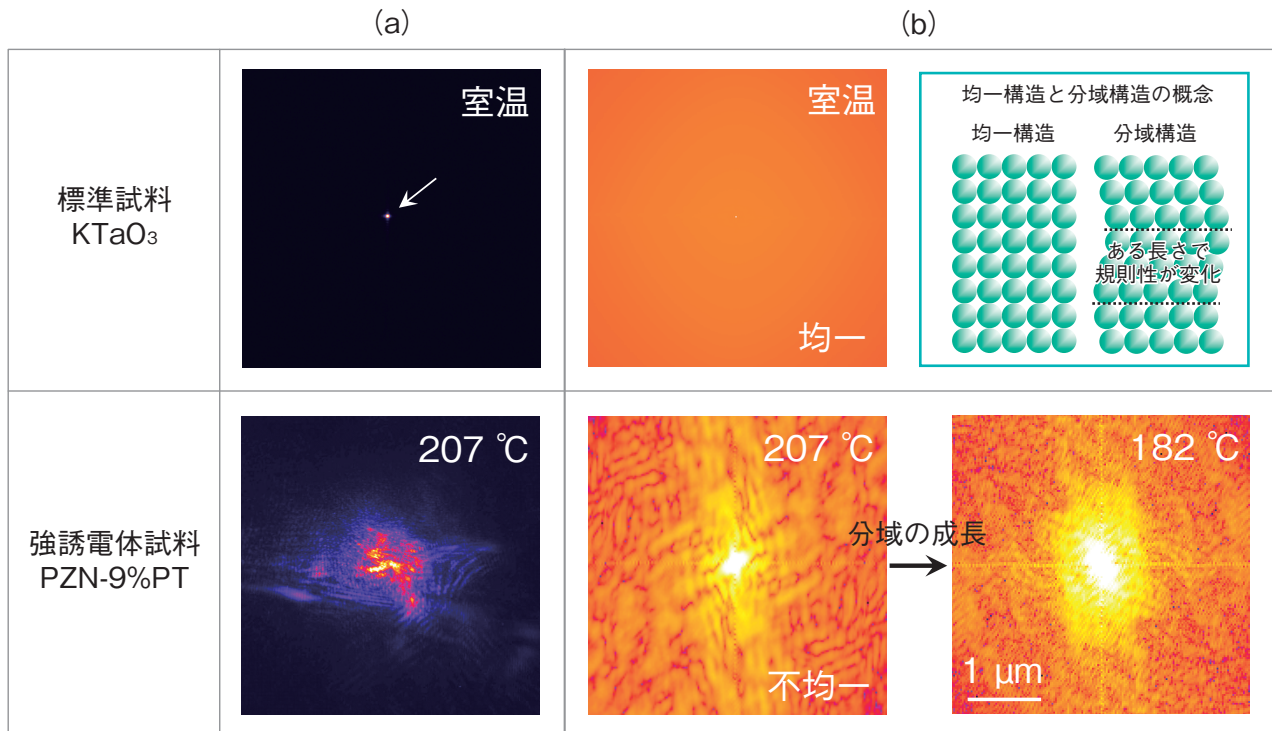 (a)
(b)
標準試料
KTaO₃
室温
室温
均一
均一構造と分域構造の概念
均一構造
分域構造
ある長さで
規則性が変化
強誘電体試料
PZN-9%PT
207 ℃
207 ℃
不均一
分域の成長
182 ℃
1 μm